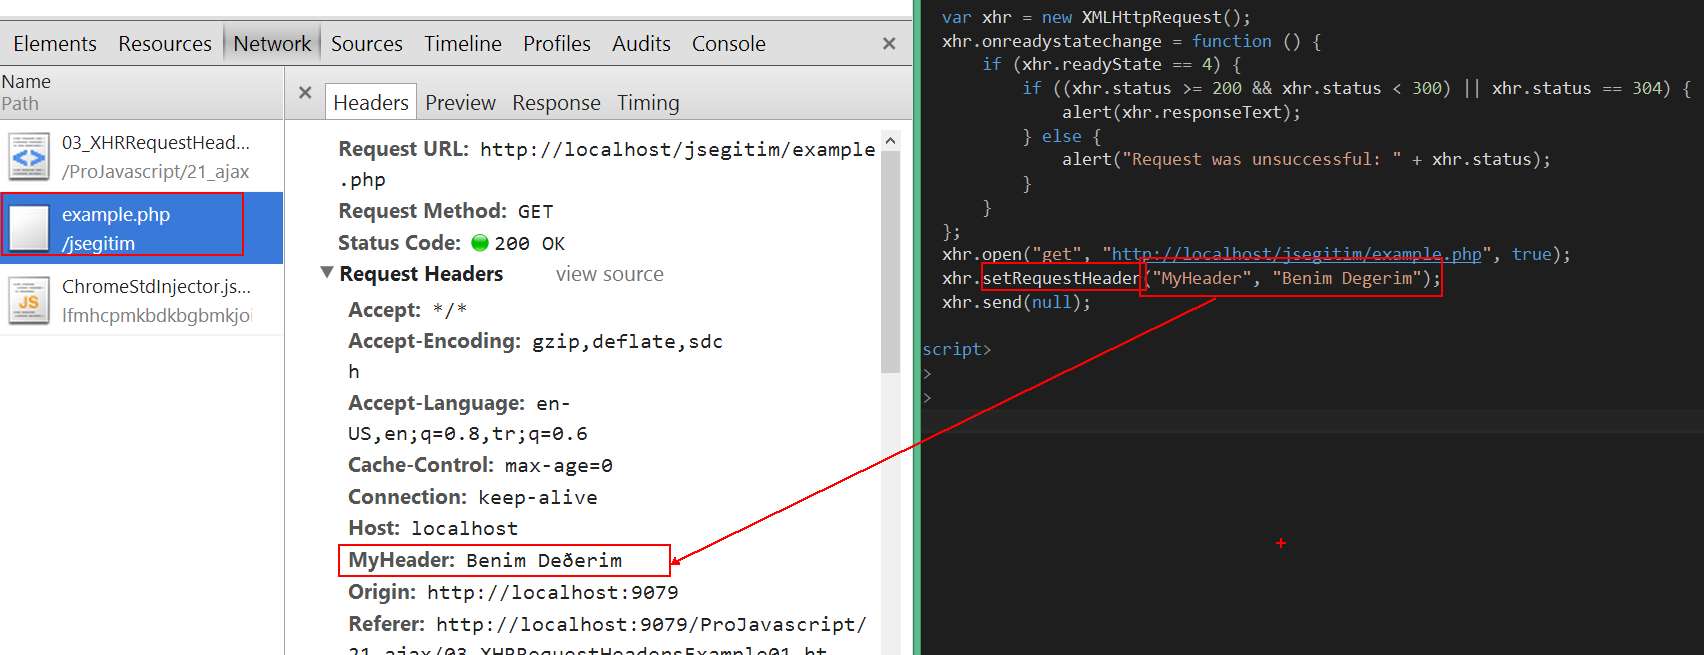 Elements Resources Network Sources Timeline Profiles Audits Console
Name
Path
03_XHRRequestHead...
/ProJavascript/21_ajax
example.php
/jsegitim
ChromeStdInjector.js...
lfmhcpmkbdkbgbmkjoi
Headers Preview Response Timing
Request URL: http://localhost/jsegitim/example
.php
Request Method: GET
Status Code: 200 OK
Request Headers view source
Accept: */*
Accept-Encoding: gzip,deflate,sdc
h
Accept-Language: en-
US,en;q=0.8,tr;q=0.6
Cache-Control: max-age=0
Connection: keep-alive
Host: localhost
MyHeader: Benim Deðerim
Origin: http://localhost:9079
Referer: http://localhost:9079/ProJavascript/
21_ajax/03_XHRRequestHeadersExample01.ht
var xhr = new XMLHttpRequest();
xhr.onreadystatechange = function () {
if (xhr.readyState == 4) {
if ((xhr.status >= 200 && xhr.status < 300) || xhr.status == 304) {
alert(xhr.responseText);
} else {
alert("Request was unsuccessful: " + xhr.status);
}
}
};
xhr.open("get", "http://localhost/jsegitim/example.php", true);
xhr.setRequestHeader("MyHeader", "Benim Degerim");
xhr.send(null);
script>
>
>